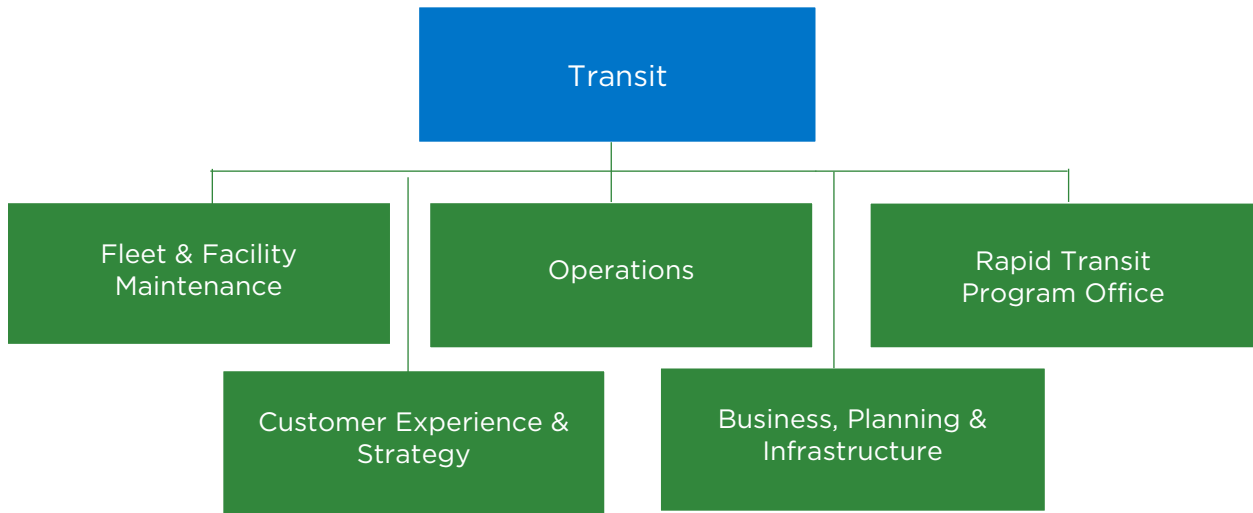 Transit
Fleet & Facility
Maintenance
Operations
Rapid Transit
Program Office
Customer Experience &
Strategy
Business, Planning &
Infrastructure